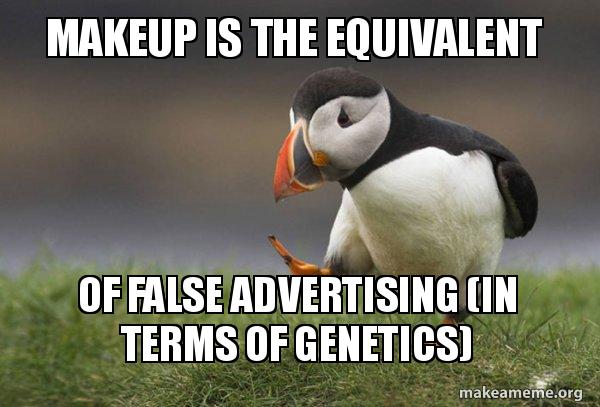 MAKEUP IS THE EQUIVALENT
OF FALSE ADVERTISING (IN
TERMS OF GENETICS)
makeameme.org